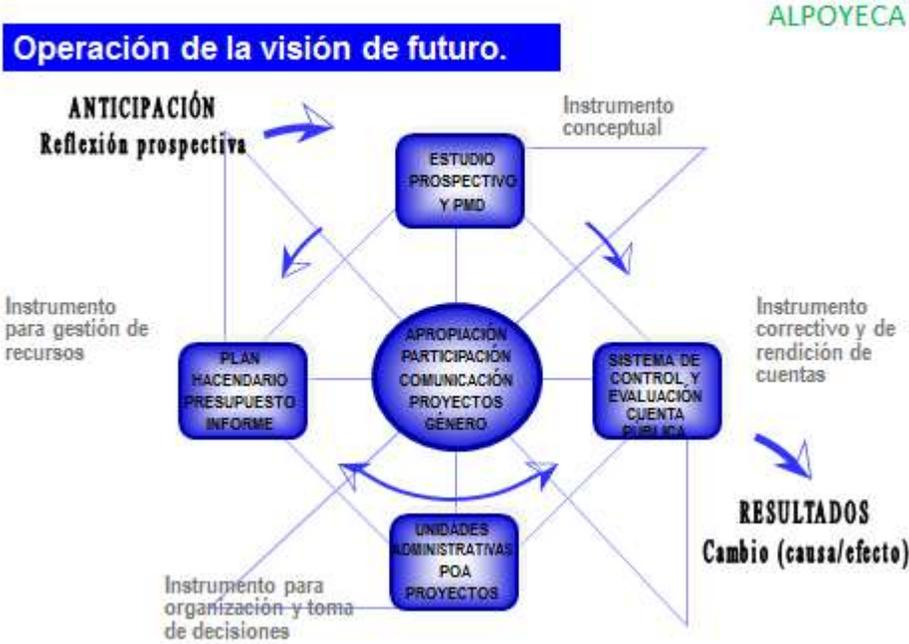 ALPOYECA
Operación de la visión de futuro.
ANTICIPACIÓN
Reflexión prospectiva
Instrumento
conceptual
ESTUDIO
PROSPECTIVO
Y PMD
Instrumento
para gestión de
recursos
PLAN
HACENDARIO
PRESUPUESTO
INFORME
APROPIACIÓN
PARTICIPACIÓN
COMUNICACIÓN
PROYECTOS
GÉNERO
SISTEMA DE
CONTROL Y
EVALUACIÓN
CUENTA
PÚBLICA
Instrumento
correctivo y de
rendición de
cuentas
RESULTADOS
Cambio (causa/efecto)
UNIDADES
ADMINISTRATIVAS
POA
PROYECTOS
Instrumento para
organización y toma
de decisiones